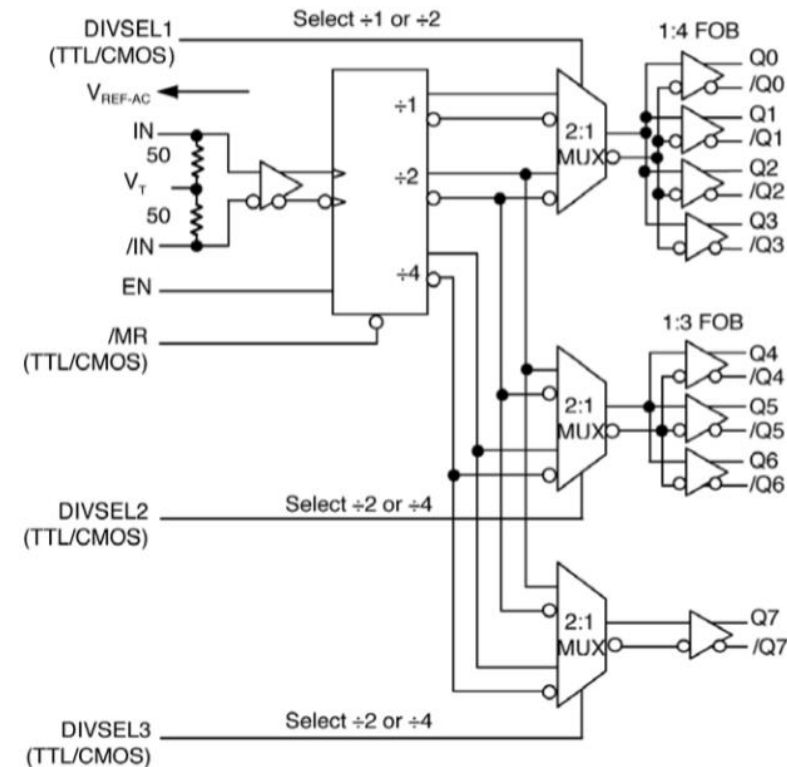 Select ÷1 or ÷2
DIVSEL1
(TTL/CMOS)
1:4 FOB
VREF-AC
÷1
IN
50
VT
50
/IN
÷2
EN
÷4
/MR
(TTL/CMOS)
2:1
MUX
Q0
/Q0
Q1
/Q1
Q2
/Q2
Q3
/Q3
1:3 FOB
2:1
MUX
Q4
/Q4
Q5
/Q5
Q6
/Q6
Select ÷2 or ÷4
DIVSEL2
(TTL/CMOS)
2:1
MUX
Q7
/Q7
Select ÷2 or ÷4
DIVSEL3
(TTL/CMOS)